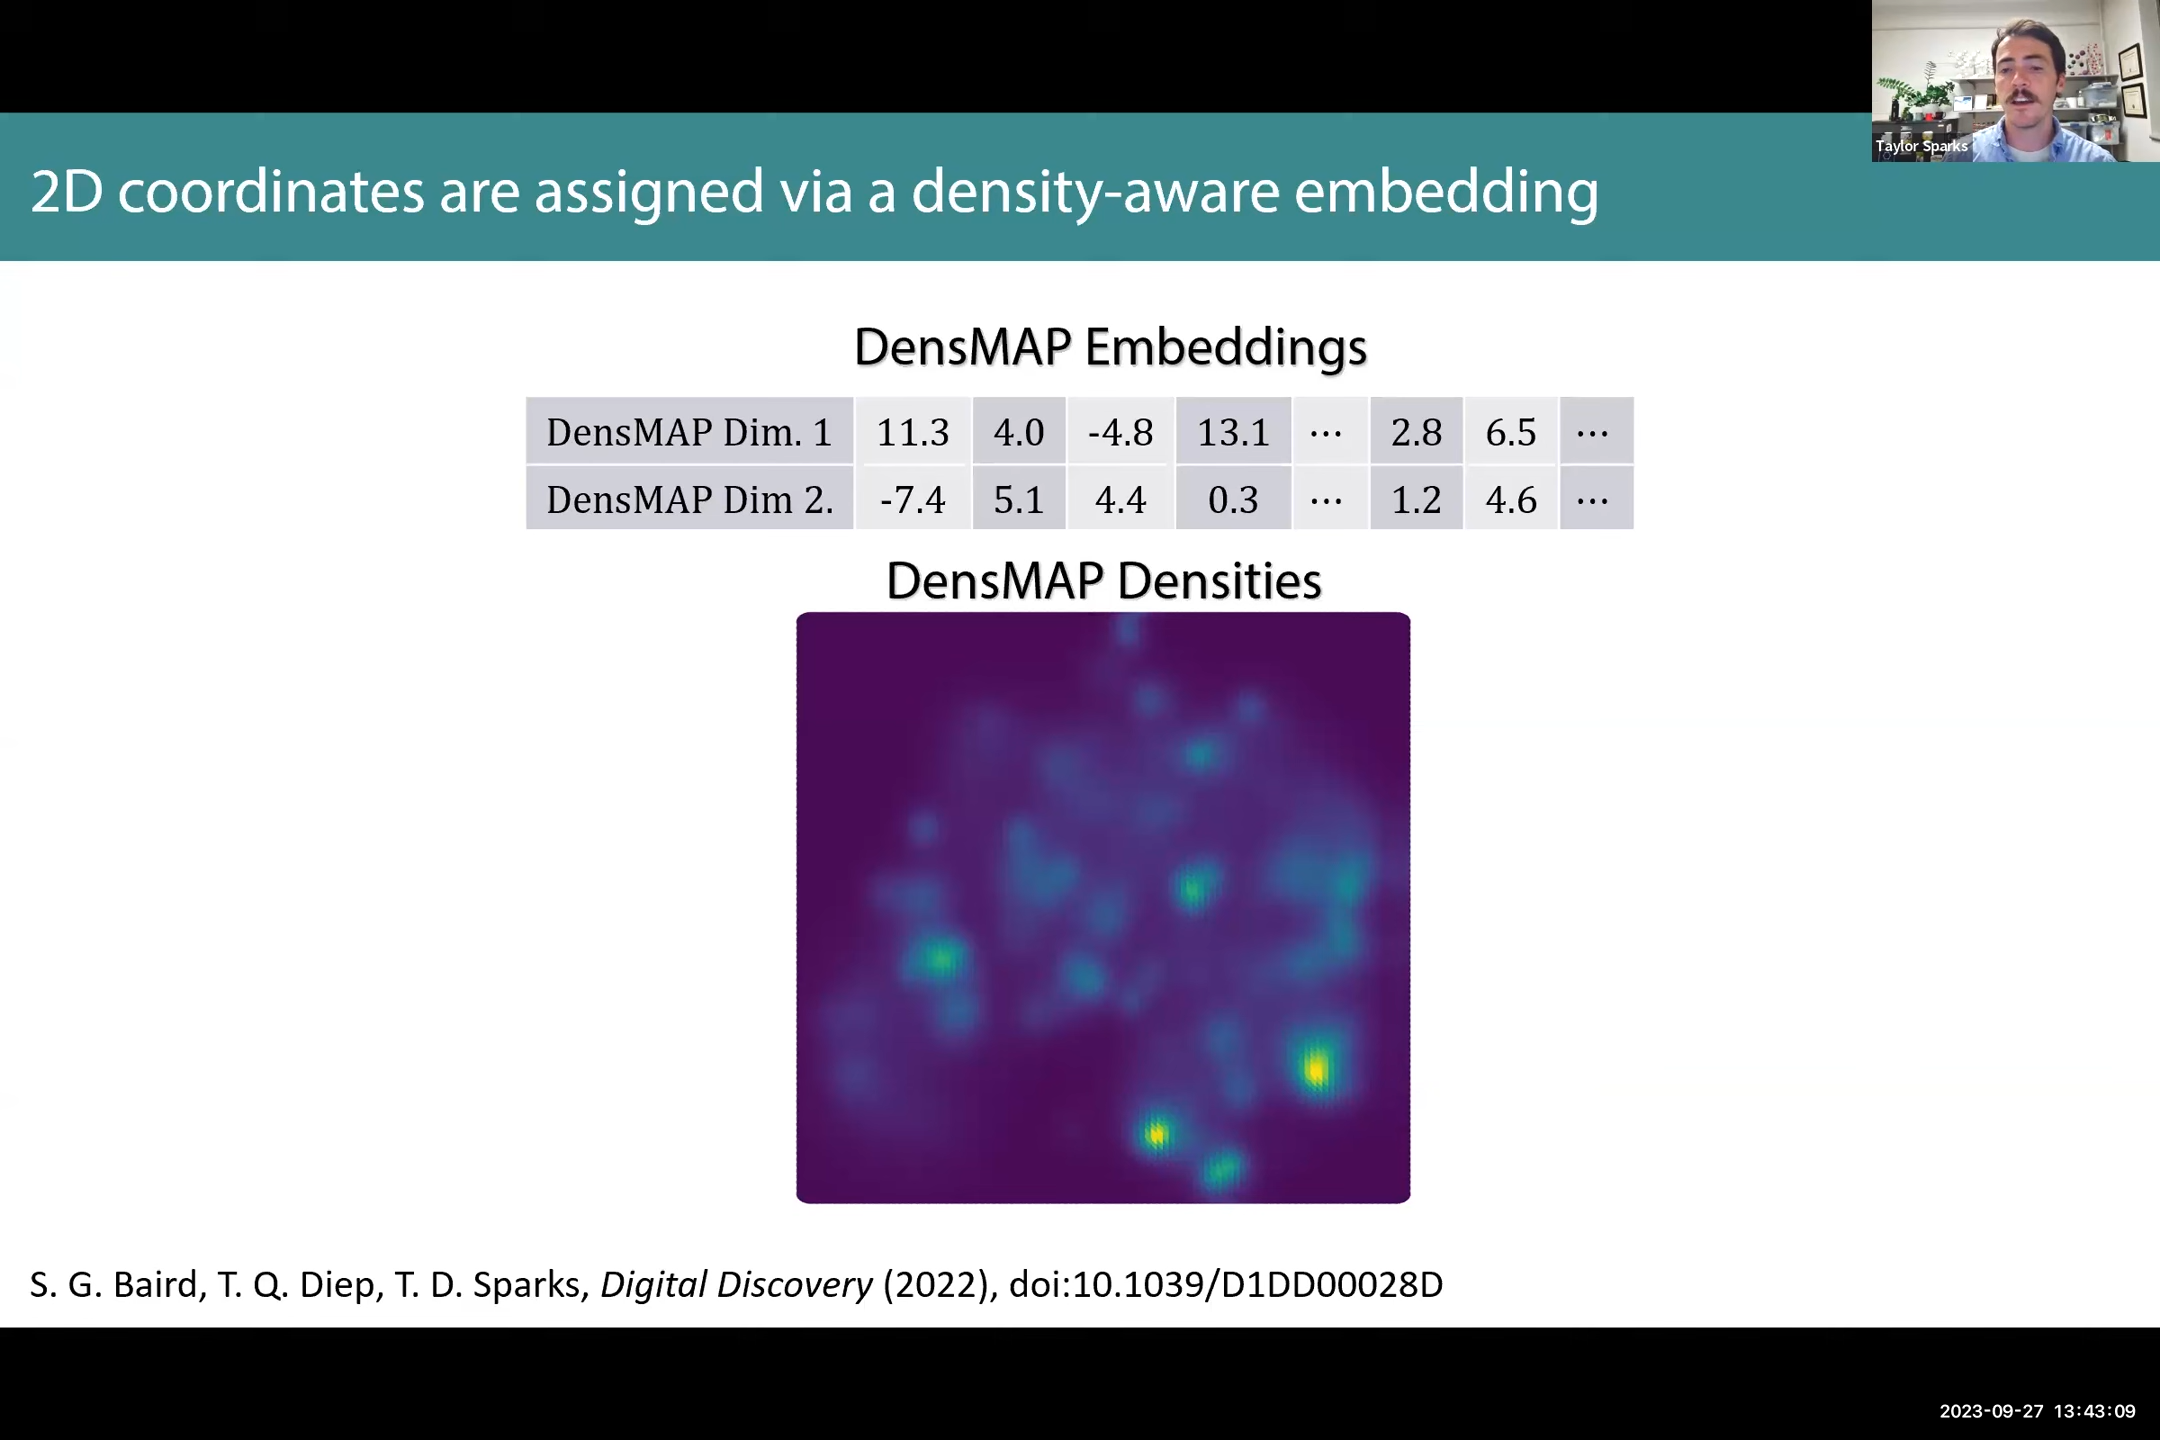 Taylor Sparks
2D coordinates are assigned via a density-aware embedding
DensMAP Embeddings
DensMAP Dim. 1 11.3 4.0 -4.8 13.1 ⋯ 2.8 6.5 ⋯
DensMAP Dim 2. -7.4 5.1 4.4 0.3 ⋯ 1.2 4.6 ⋯
DensMAP Densities
S. G. Baird, T. Q. Diep, T. D. Sparks, Digital Discovery (2022), doi:10.1039/D1DD00028D
2023-09-27 13:43:09